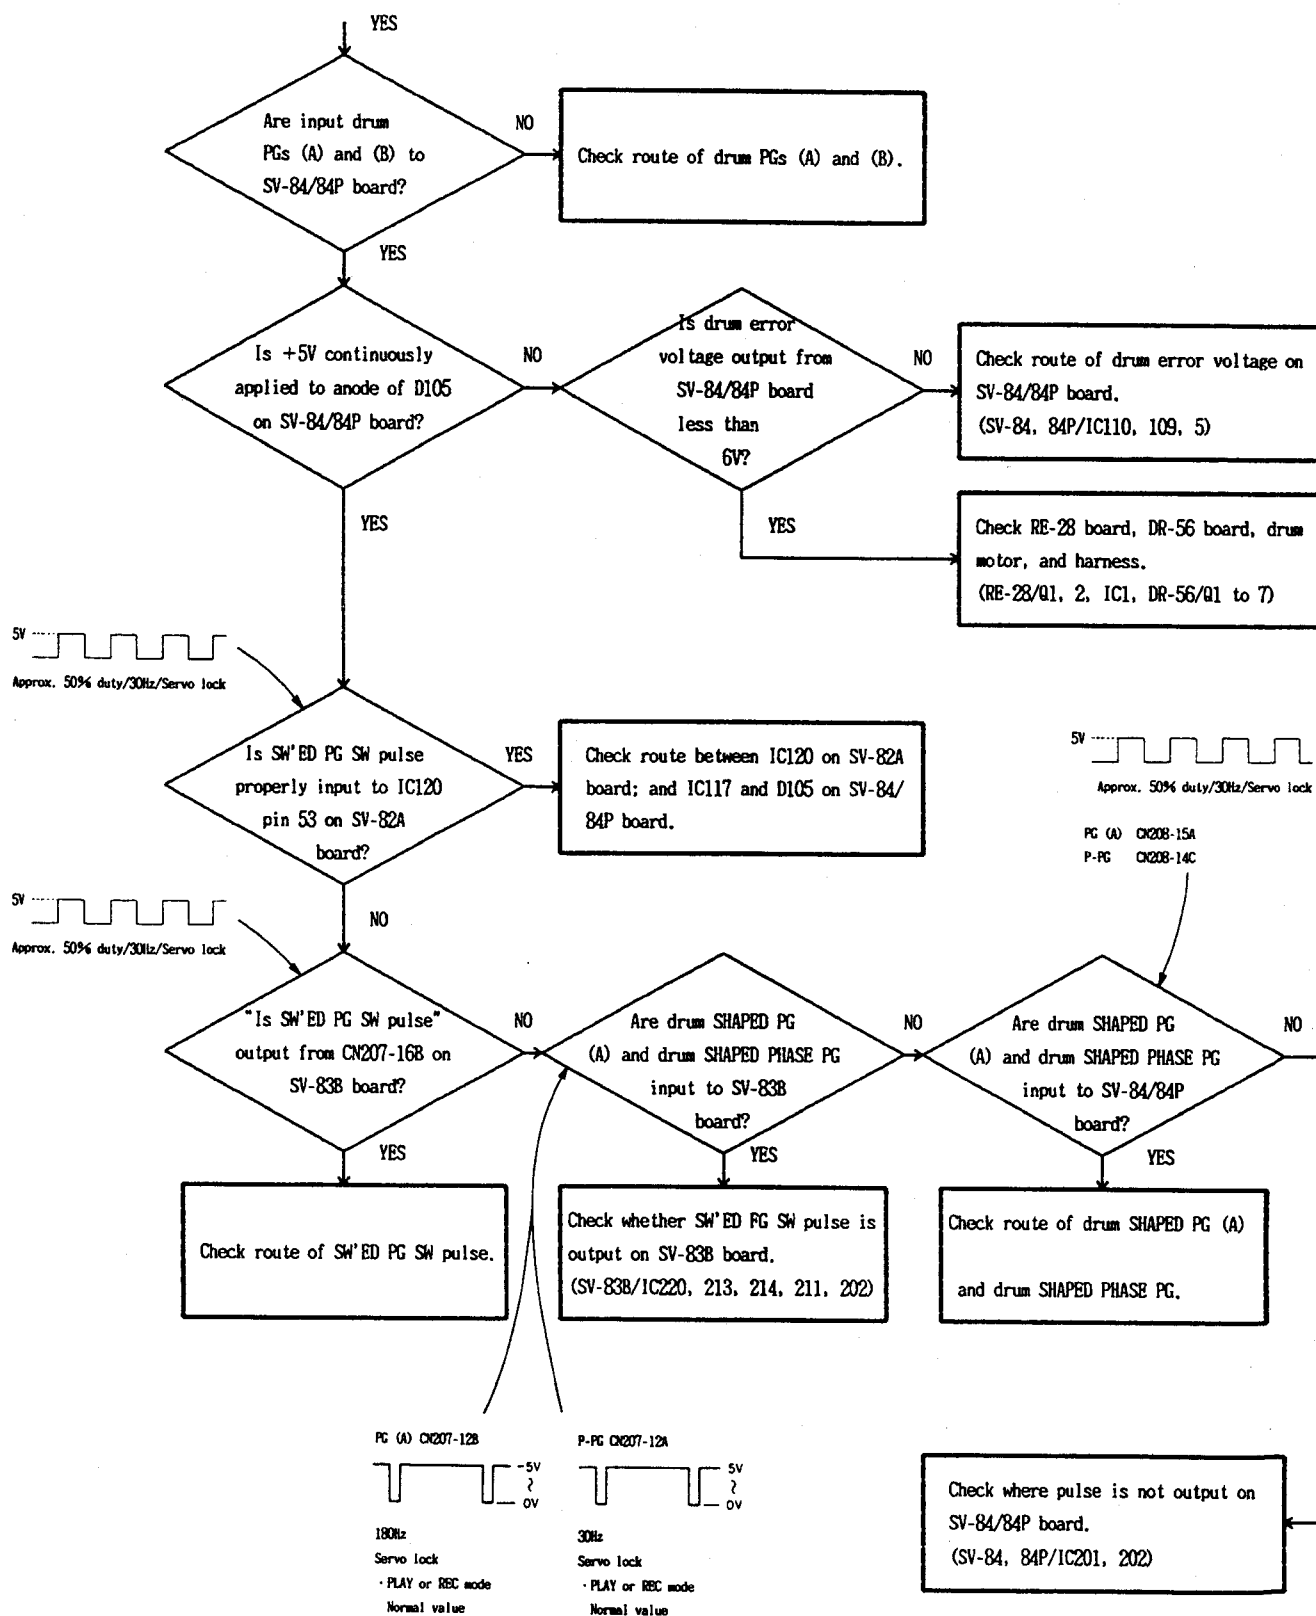 YES
Are input drum
PGs (A) and (B) to
SV-84/84P board?
NO
Check route of drum PGs (A) and (B).
YES
Is +5V continuously
applied to anode of D105
on SV-84/84P board?
NO
Is drum error
voltage output from
SV-84/84P board
less than
6V?
NO
Check route of drum error voltage on
SV-84/84P board.
(SV-84, 84P/IC110, 109, 5)
YES
Check RE-28 board, DR-56 board, drum
motor, and harness.
(RE-28/Q1, 2, IC1, DR-56/Q1 to 7)
YES
5V
Approx. 50% duty/30Hz/Servo lock
Is SW'ED PG SW pulse
properly input to IC120
pin 53 on SV-82A
board?
YES
Check route between IC120 on SV-82A
board; and IC117 and D105 on SV-84/
84P board.
5V
Approx. 50% duty/30Hz/Servo lock
PG (A) CN208-15A
P-PG CN208-14C
NO
5V
Approx. 50% duty/30Hz/Servo lock
"Is SW'ED PG SW pulse"
output from CN207-16B on
SV-83B board?
NO
Are drum SHAPED PG
(A) and drum SHAPED PHASE PG
input to SV-83B
board?
NO
Are drum SHAPED PG
(A) and drum SHAPED PHASE PG
input to SV-84/84P
board?
NO
YES
Check route of SW'ED PG SW pulse.
YES
Check whether SW'ED FG SW pulse is
output on SV-83B board.
(SV-83B/IC220, 213, 214, 211, 202)
YES
Check route of drum SHAPED PG (A)
and drum SHAPED PHASE PG.
PG (A) CN207-12B
-5V
~
0V
180Hz
Servo lock
· PLAY or REC mode
Normal value
P-PG CN207-12A
5V
~
0V
30Hz
Servo lock
· PLAY or REC mode
Normal value
Check where pulse is not output on
SV-84/84P board.
(SV-84, 84P/IC201, 202)